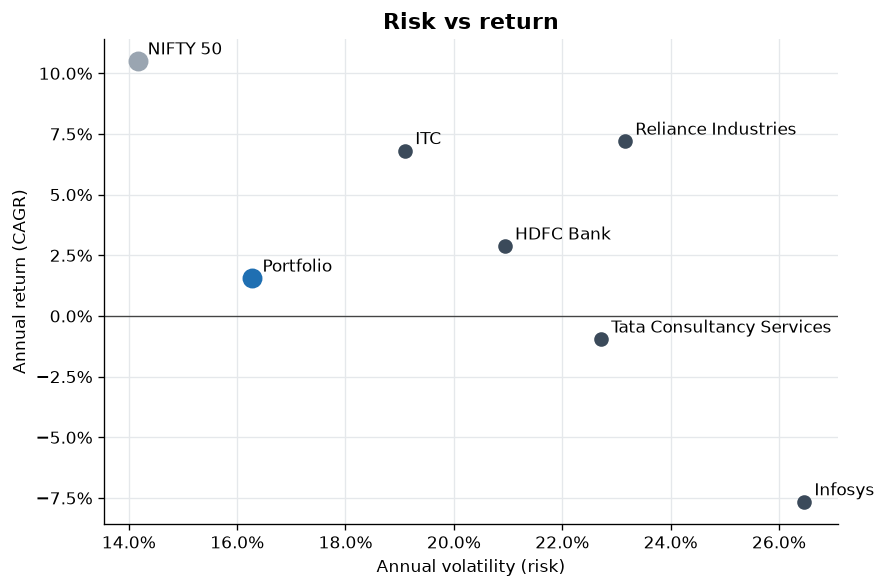 Risk vs return
NIFTY 50
10.0%
ITC
Reliance Industries
7.5%
5.0%
HDFC Bank
2.5%
Portfolio
0.0%
Tata Consultancy Services
−2.5%
−5.0%
−7.5%
Infosys
Annual return (CAGR)
14.0% 16.0% 18.0% 20.0% 22.0% 24.0% 26.0%
Annual volatility (risk)